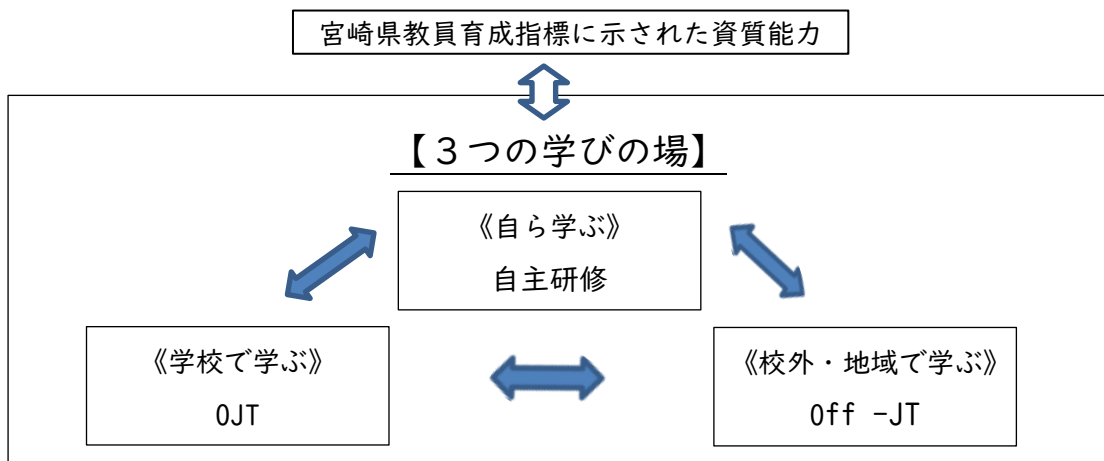 宮崎県教員育成指標に示された資質能力
【３つの学びの場】
《自ら学ぶ》
自主研修
《学校で学ぶ》
OJT
《校外・地域で学ぶ》
Off -JT